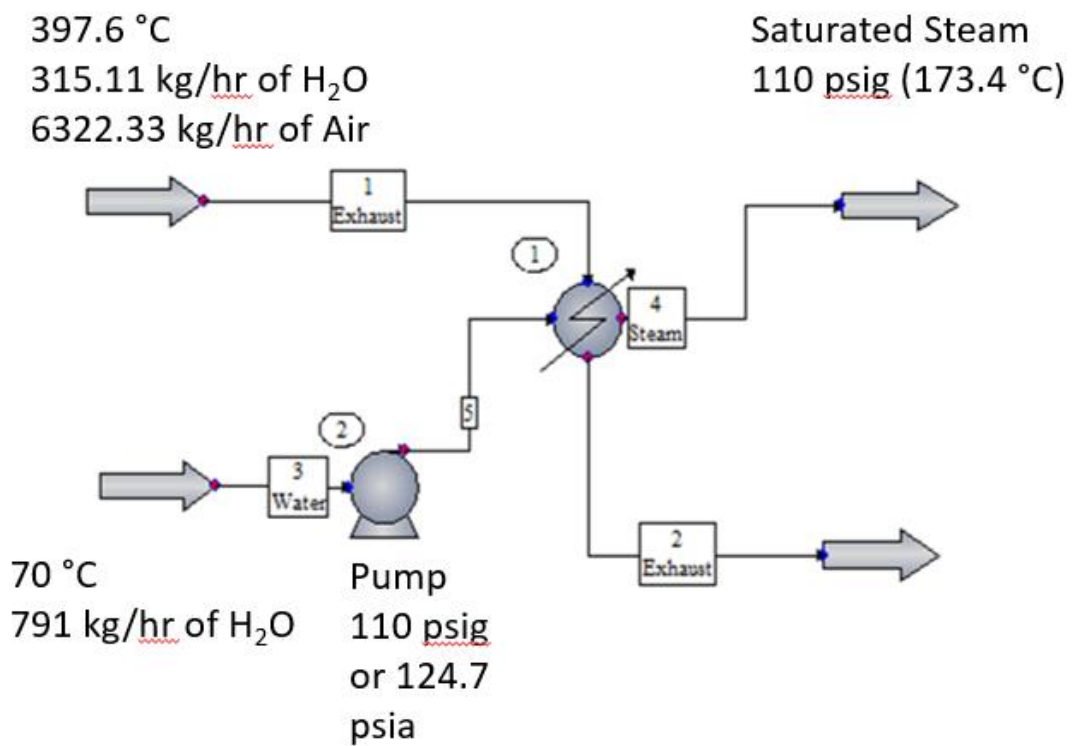 397.6 °C
315.11 kg/hr of H₂O
6322.33 kg/hr of Air
Saturated Steam
110 psig (173.4 °C)
1
Exhaust
1
4
Steam
5
2
3
Water
2
Exhaust
70 °C
791 kg/hr of H₂O
Pump
110 psig
or 124.7
psia